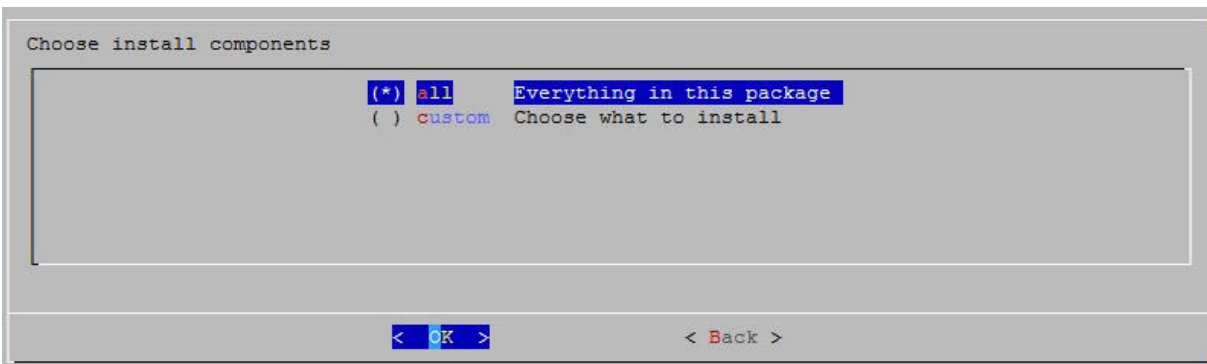 Choose install components
(*) all Everything in this package
( ) custom Choose what to install
< OK > < Back >